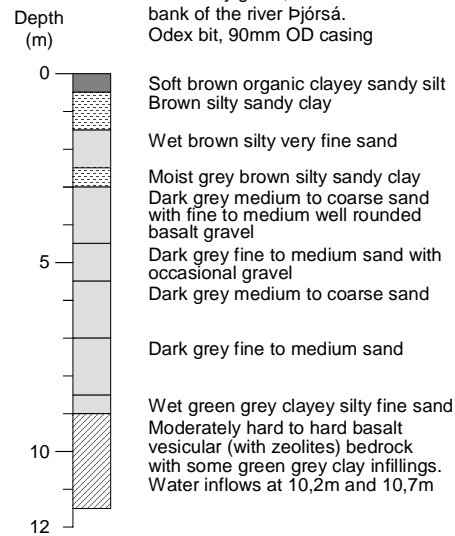 bank of the river Þjórsá.
Odex bit, 90mm OD casing
Depth
(m)
0
Soft brown organic clayey sandy silt
Brown silty sandy clay
Wet brown silty very fine sand
Moist grey brown silty sandy clay
Dark grey medium to coarse sand
with fine to medium well rounded
basalt gravel
5
Dark grey fine to medium sand with
occasional gravel
Dark grey medium to coarse sand
Dark grey fine to medium sand
Wet green grey clayey silty fine sand
Moderately hard to hard basalt
vesicular (with zeolites) bedrock
10
with some green grey clay infillings.
Water inflows at 10,2m and 10,7m
12